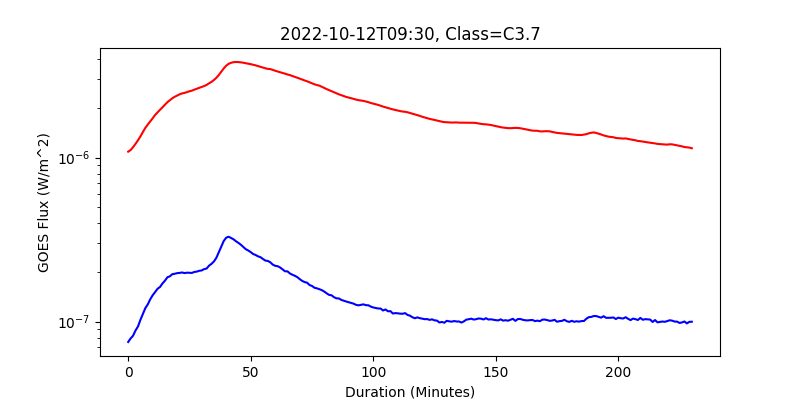 2022-10-12T09:30, Class=C3.7
GOES Flux (W/m^2)
10⁻⁶
10⁻⁷
0 50 100 150 200
Duration (Minutes)